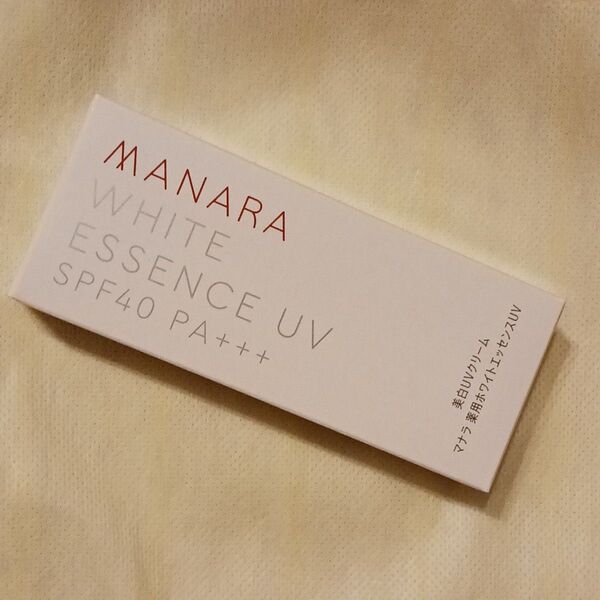 MANARA
WHITE
ESSENCE UV
SPF40 PA+++
美白UVクリーム
マナラ 薬用ホワイトエッセンスUV